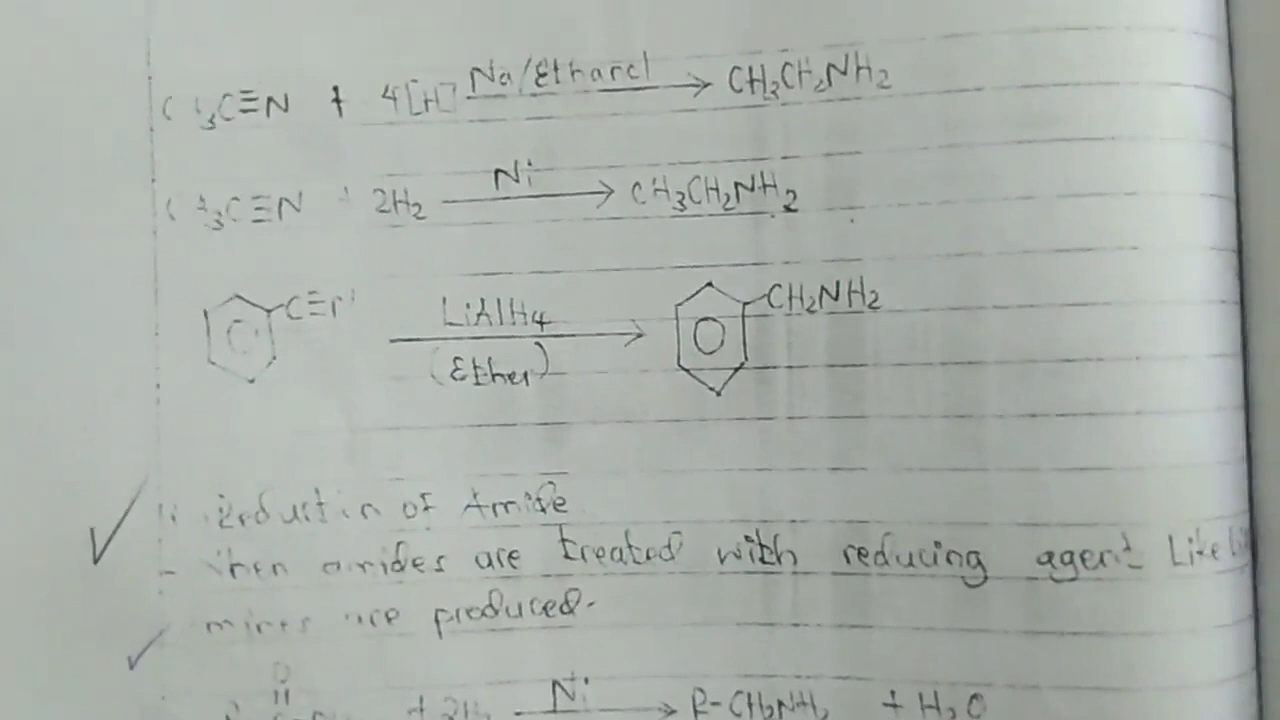 CH3C≡N + 4[H] Na/Ethanol → CH3CH2NH2
CH3C≡N + 2H2 Ni → CH3CH2NH2
C≡N LiAlH4 (Ether) → CH2NH2
Reduction of Amide
- When amides are treated with reducing agent Like
amines are produced.
O
+ 2H2 Ni → R-CH2NH2 + H2O